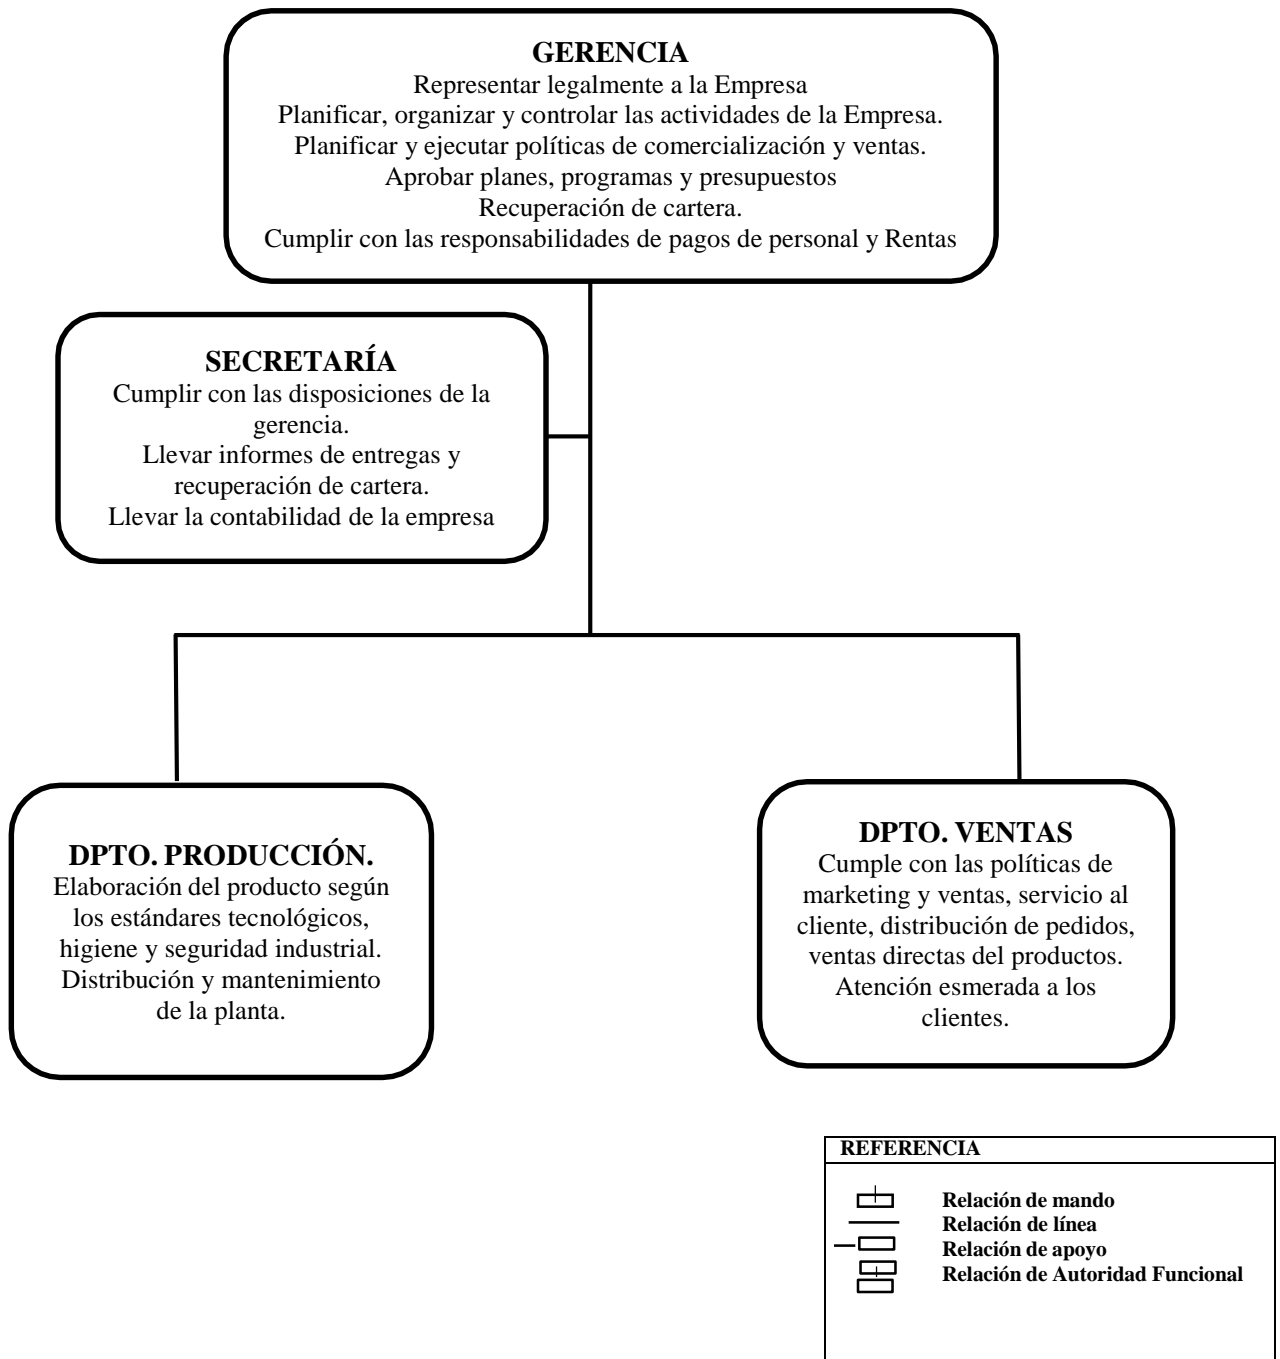 GERENCIA
Representar legalmente a la Empresa
Planificar, organizar y controlar las actividades de la Empresa.
Planificar y ejecutar políticas de comercialización y ventas.
Aprobar planes, programas y presupuestos
Recuperación de cartera.
Cumplir con las responsabilidades de pagos de personal y Rentas
SECRETARÍA
Cumplir con las disposiciones de la
gerencia.
Llevar informes de entregas y
recuperación de cartera.
Llevar la contabilidad de la empresa
DPTO. PRODUCCIÓN.
Elaboración del producto según
los estándares tecnológicos,
higiene y seguridad industrial.
Distribución y mantenimiento
de la planta.
DPTO. VENTAS
Cumple con las políticas de
marketing y ventas, servicio al
cliente, distribución de pedidos,
ventas directas del productos.
Atención esmerada a los
clientes.
REFERENCIA
Relación de mando
Relación de línea
Relación de apoyo
Relación de Autoridad Funcional